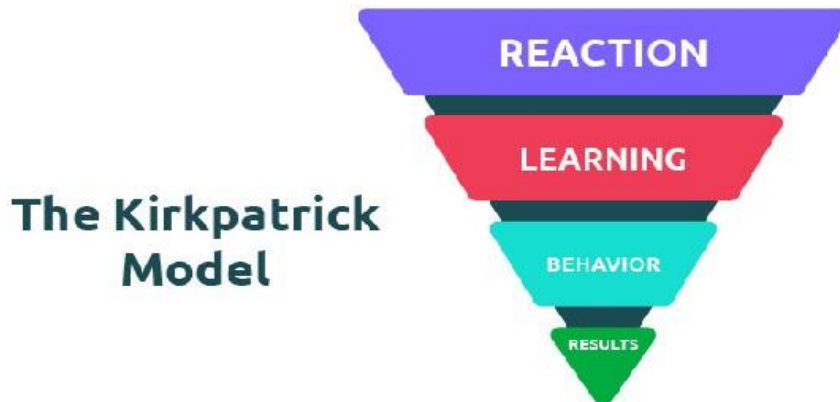 The Kirkpatrick
Model
REACTION
LEARNING
BEHAVIOR
RESULTS